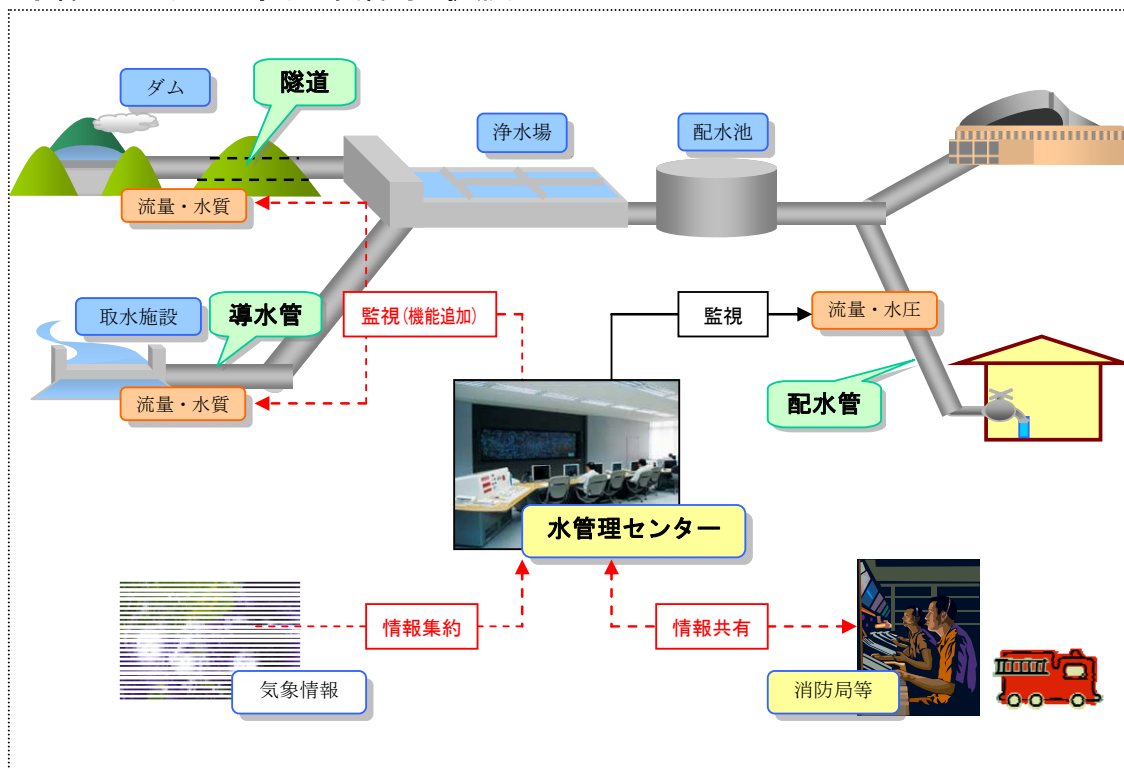 ダム
隧道
浄水場
配水池
流量・水質
取水施設
導水管
監視(機能追加)
監視
流量・水圧
流量・水質
配水管
水管理センター
情報集約
情報共有
気象情報
消防局等